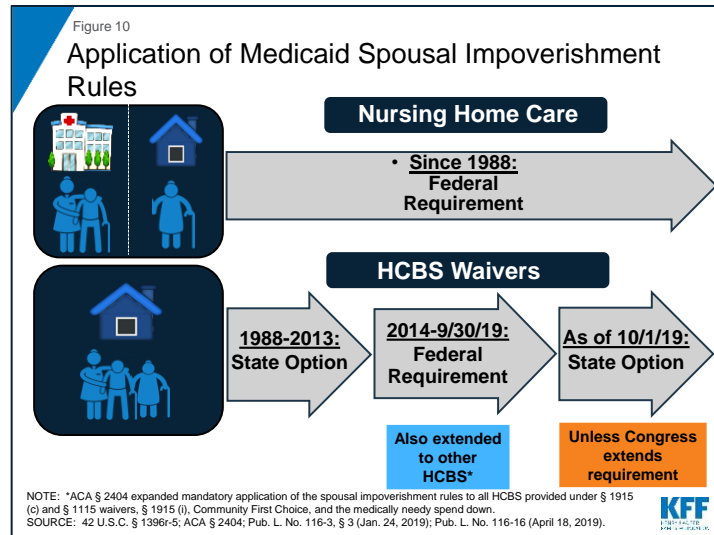 Figure 10
Application of Medicaid Spousal Impoverishment
Rules
Nursing Home Care
• Since 1988:
Federal
Requirement
HCBS Waivers
1988-2013:
State Option
2014-9/30/19:
Federal
Requirement
As of 10/1/19:
State Option
Also extended
to other
HCBS*
Unless Congress
extends
requirement
NOTE: *ACA § 2404 expanded mandatory application of the spousal impoverishment rules to all HCBS provided under § 1915
(c) and § 1115 waivers, § 1915 (i), Community First Choice, and the medically needy spend down.
SOURCE: 42 U.S.C. § 1396r-5; ACA § 2404; Pub. L. No. 116-3, § 3 (Jan. 24, 2019); Pub. L. No. 116-16 (April 18, 2019).
KFF
HENRY J KAISER
FAMILY FOUNDATION